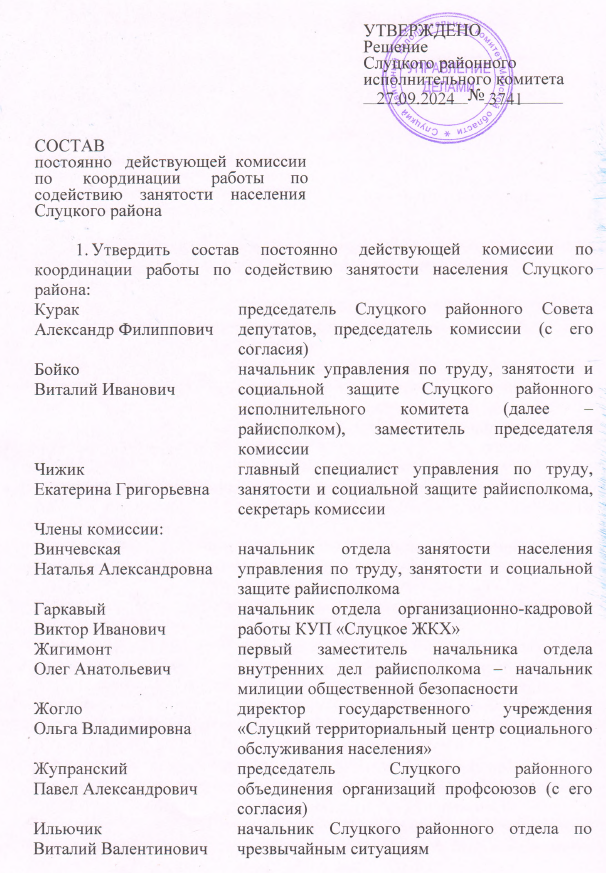 УТВЕРЖДЕНО
Решение
Слуцкого районного
исполнительного комитета
27.09.2024 № 3741
УПРАВЛЕНИЕ
ДЕЛАМИ
СОСТАВ
постоянно действующей комиссии
по координации работы по
содействию занятости населения
Слуцкого района
1. Утвердить состав постоянно действующей комиссии по
координации работы по содействию занятости населения Слуцкого
района:
Курак председатель Слуцкого районного Совета
Александр Филиппович депутатов, председатель комиссии (с его
согласия)
Бойко начальник управления по труду, занятости и
Виталий Иванович социальной защите Слуцкого районного
исполнительного комитета (далее –
райисполком), заместитель председателя
комиссии
Чижик главный специалист управления по труду,
Екатерина Григорьевна занятости и социальной защите райисполкома,
секретарь комиссии
Члены комиссии:
Винчевская начальник отдела занятости населения
Наталья Александровна управления по труду, занятости и социальной
защите райисполкома
Гаркавый начальник отдела организационно-кадровой
Виктор Иванович работы КУП «Слуцкое ЖКХ»
Жигимонт первый заместитель начальника отдела
Олег Анатольевич внутренних дел райисполкома – начальник
милиции общественной безопасности
Жогло директор государственного учреждения
Ольга Владимировна «Слуцкий территориальный центр социального
обслуживания населения»
Жупранский председатель Слуцкого районного
Павел Александрович объединения организаций профсоюзов (с его
согласия)
Ильючик начальник Слуцкого районного отдела по
Виталий Валентинович чрезвычайным ситуациям